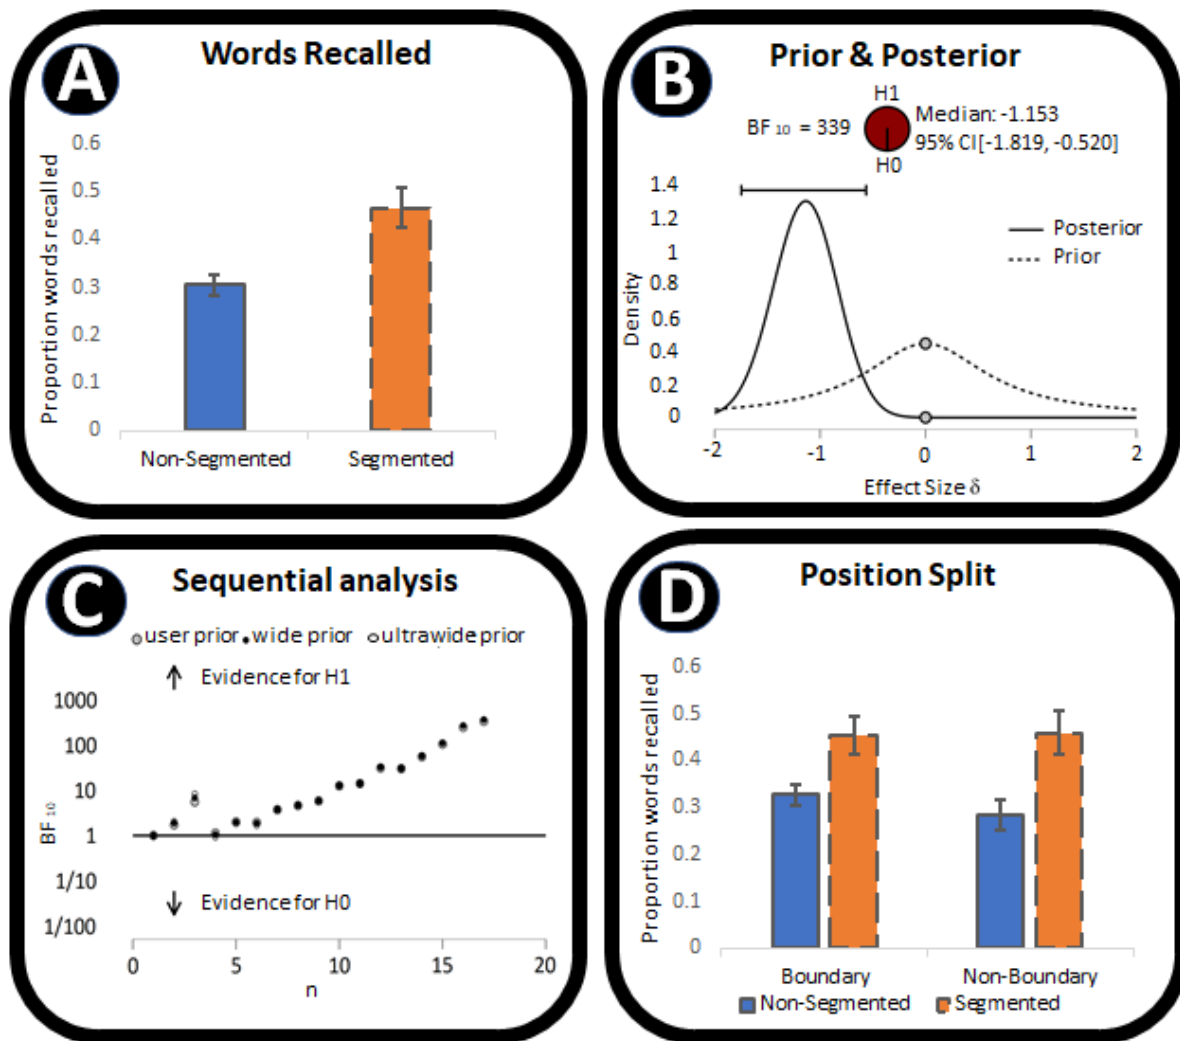 A
Words Recalled
Proportion words recalled
0.6
0.5
0.4
0.3
0.2
0.1
0
Non-Segmented Segmented
B
Prior & Posterior
H1
BF 10 = 339
Median: -1.153
95% CI[-1.819, -0.520]
H0
Density
1.4
1.2
1
0.8
0.6
0.4
0.2
0
Posterior
Prior
-2 -1 0 1 2
Effect Size δ
C
Sequential analysis
user prior wide prior ultrawide prior
Evidence for H1
BF 10
1000
100
10
1
1/10
1/100
Evidence for H0
0 5 10 15 20
n
D
Position Split
Proportion words recalled
0.6
0.5
0.4
0.3
0.2
0.1
0
Boundary Non-Boundary
Non-Segmented Segmented